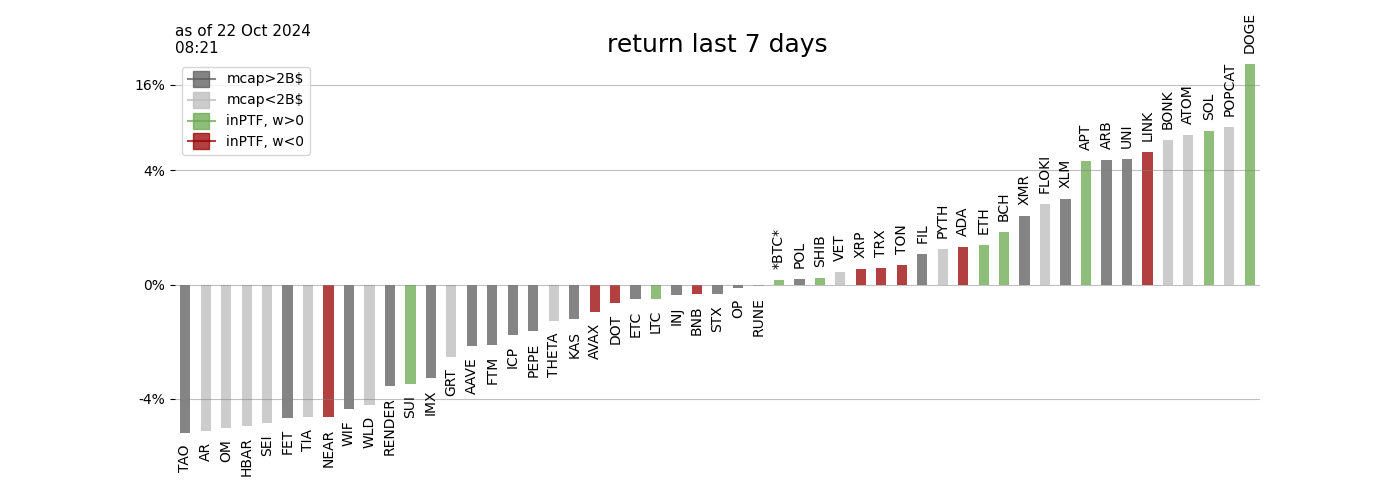 as of 22 Oct 2024
08:21
return last 7 days
mcap>2B$
mcap<2B$
inPTF, w>0
inPTF, w<0
16%
4%
0%
-4%
TAO
AR
OM
HBAR
SEI
FET
TIA
NEAR
WIF
WLD
RENDER
SUI
IMX
GRT
AAVE
FTM
ICP
PEPE
THETA
KAS
AVAX
DOT
ETC
LTC
INJ
BNB
STX
OP
RUNE
*BTC*
POL
SHIB
VET
XRP
TRX
TON
FIL
PYTH
ADA
ETH
BCH
XMR
FLOKI
XLM
APT
ARB
UNI
LINK
BONK
ATOM
SOL
POPCAT
DOGE